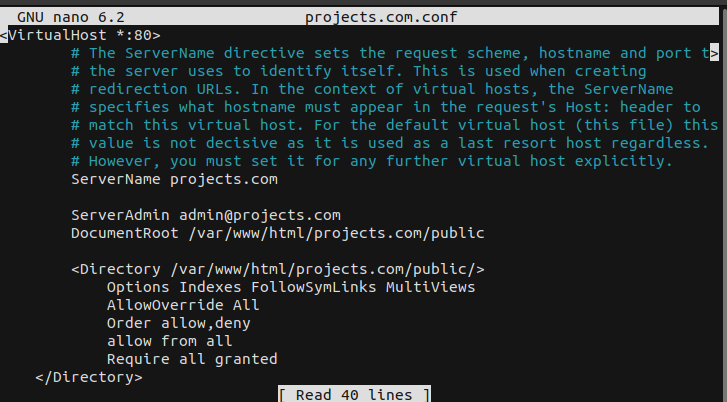 GNU nano 6.2 projects.com.conf
<VirtualHost *:80>
# The ServerName directive sets the request scheme, hostname and port t>
# the server uses to identify itself. This is used when creating
# redirection URLs. In the context of virtual hosts, the ServerName
# specifies what hostname must appear in the request's Host: header to
# match this virtual host. For the default virtual host (this file) this
# value is not decisive as it is used as a last resort host regardless.
# However, you must set it for any further virtual host explicitly.
ServerName projects.com
ServerAdmin admin@projects.com
DocumentRoot /var/www/html/projects.com/public
<Directory /var/www/html/projects.com/public/>
Options Indexes FollowSymLinks MultiViews
AllowOverride All
Order allow,deny
allow from all
Require all granted
</Directory>
[ Read 40 lines ]